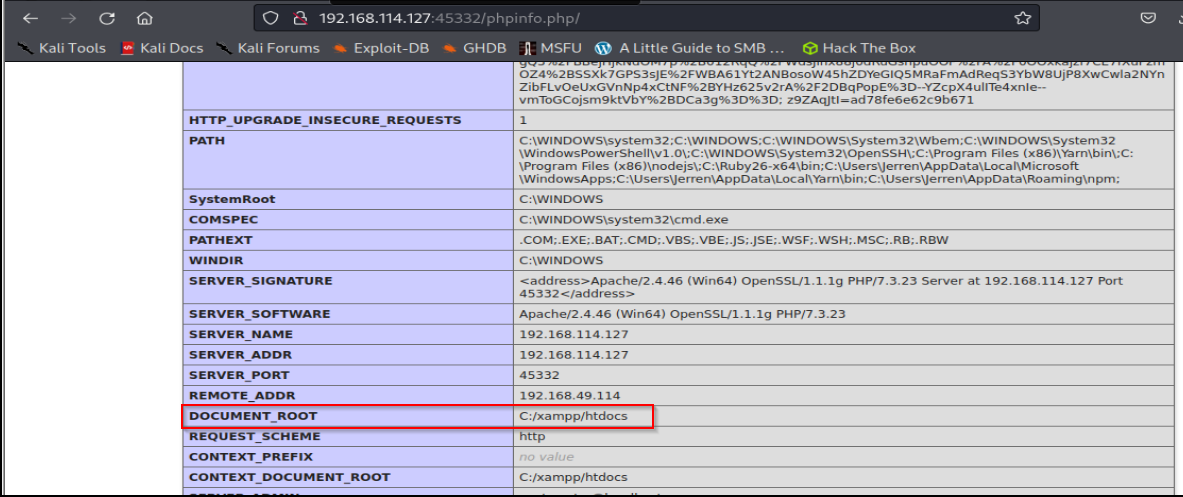 192.168.114.127:45332/phpinfo.php/
Kali Tools Kali Docs Kali Forums Exploit-DB GHDB MSFU A Little Guide to SMB ... Hack The Box
OZ4%2BSSXk7GPS3sJE%2FWBA61Yt2ANBosoW45hZDYeGIQ5MRaFmAdReqS3YbW8UjP8XwCwla2NYn
ZibFLvOeUxGVnNp4xCtNF%2BYHz625v2rA%2F%2DBqPopE%3D--YZcpX4ulITe4xnIe--
vmToGCojsm9ktVbY%2BDCa3g%3D%3D; z9ZAqJtI=ad78fe6e62c9b671
HTTP_UPGRADE_INSECURE_REQUESTS 1
PATH C:\WINDOWS\system32;C:\WINDOWS;C:\WINDOWS\System32\Wbem;C:\WINDOWS\System32
\WindowsPowerShell\v1.0\;C:\WINDOWS\System32\OpenSSH\;C:\Program Files (x86)\Yarn\bin\;C:
\Program Files (x86)\nodejs\;C:\Ruby26-x64\bin;C:\Users\Jerren\AppData\Local\Microsoft
\WindowsApps;C:\Users\Jerren\AppData\Local\Yarn\bin;C:\Users\Jerren\AppData\Roaming\npm;
SystemRoot C:\WINDOWS
COMSPEC C:\WINDOWS\system32\cmd.exe
PATHEXT .COM;.EXE;.BAT;.CMD;.VBS;.VBE;.JS;.JSE;.WSF;.WSH;.MSC;.RB;.RBW
WINDIR C:\WINDOWS
SERVER_SIGNATURE <address>Apache/2.4.46 (Win64) OpenSSL/1.1.1g PHP/7.3.23 Server at 192.168.114.127 Port
45332</address>
SERVER_SOFTWARE Apache/2.4.46 (Win64) OpenSSL/1.1.1g PHP/7.3.23
SERVER_NAME 192.168.114.127
SERVER_ADDR 192.168.114.127
SERVER_PORT 45332
REMOTE_ADDR 192.168.49.114
DOCUMENT_ROOT C:/xampp/htdocs
REQUEST_SCHEME http
CONTEXT_PREFIX no value
CONTEXT_DOCUMENT_ROOT C:/xampp/htdocs